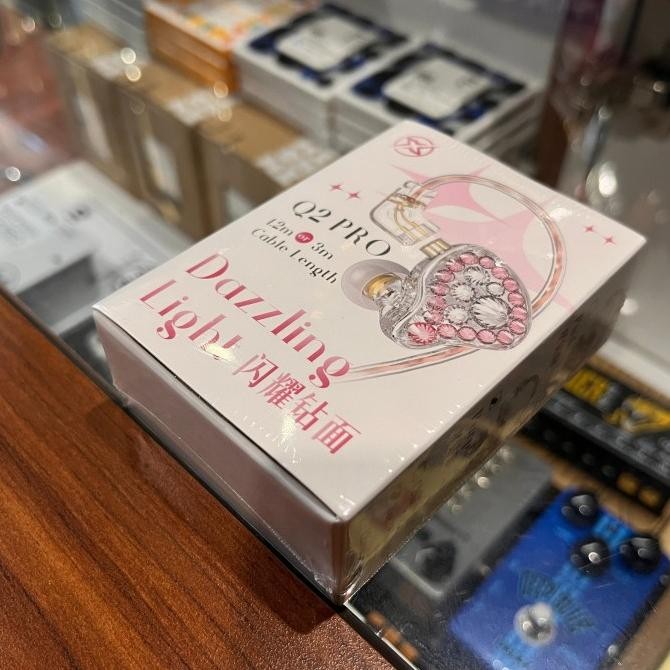 Q2 PRO
1.2m or 3m
Cable Length
Dazzling
Light 闪耀钻面